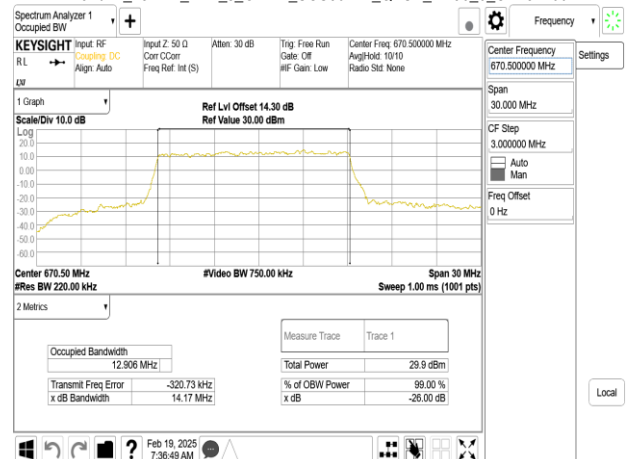 Spectrum Analyzer 1
Occupied BW
Frequency
KEYSIGHT
RL
LXI
Input: RF
Coupling: DC
Align: Auto
Input Z: 50 Ω
Corr CCorr
Freq Ref: Int (S)
Atten: 30 dB
Trig: Free Run
Gate: Off
#IF Gain: Low
Center Freq: 670.500000 MHz
Avg|Hold: 10/10
Radio Std: None
Center Frequency
670.500000 MHz
Settings
Span
30.000 MHz
CF Step
3.000000 MHz
Auto
Man
Freq Offset
0 Hz
Local
1 Graph
Scale/Div 10.0 dB
Ref Lvl Offset 14.30 dB
Ref Value 30.00 dBm
Log
20.0
10.0
0.00
-10.0
-20.0
-30.0
-40.0
-50.0
-60.0
Center 670.50 MHz
#Video BW 750.00 kHz
Span 30 MHz
#Res BW 220.00 kHz
Sweep 1.00 ms (1001 pts)
2 Metrics
Measure Trace
Trace 1
Occupied Bandwidth
12.906 MHz
Total Power
29.9 dBm
Transmit Freq Error
-320.73 kHz
% of OBW Power
99.00 %
x dB Bandwidth
14.17 MHz
x dB
-26.00 dB
?
Feb 19, 2025
7:36:49 AM